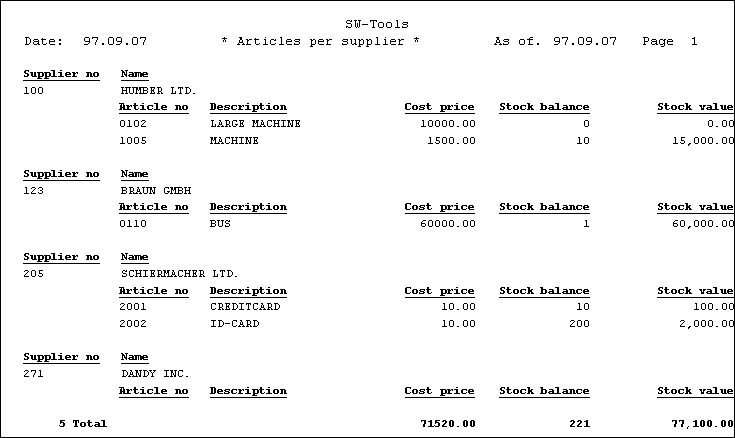 SW-Tools
Date: 97.09.07 * Articles per supplier * As of. 97.09.07 Page 1
Supplier no Name
100 HUMBER LTD.
Article no Description Cost price Stock balance Stock value
0102 LARGE MACHINE 10000.00 0 0.00
1005 MACHINE 1500.00 10 15,000.00
Supplier no Name
123 BRAUN GMBH
Article no Description Cost price Stock balance Stock value
0110 BUS 60000.00 1 60,000.00
Supplier no Name
205 SCHIERMACHER LTD.
Article no Description Cost price Stock balance Stock value
2001 CREDITCARD 10.00 10 100.00
2002 ID-CARD 10.00 200 2,000.00
Supplier no Name
271 DANDY INC.
Article no Description Cost price Stock balance Stock value
5 Total 71520.00 221 77,100.00